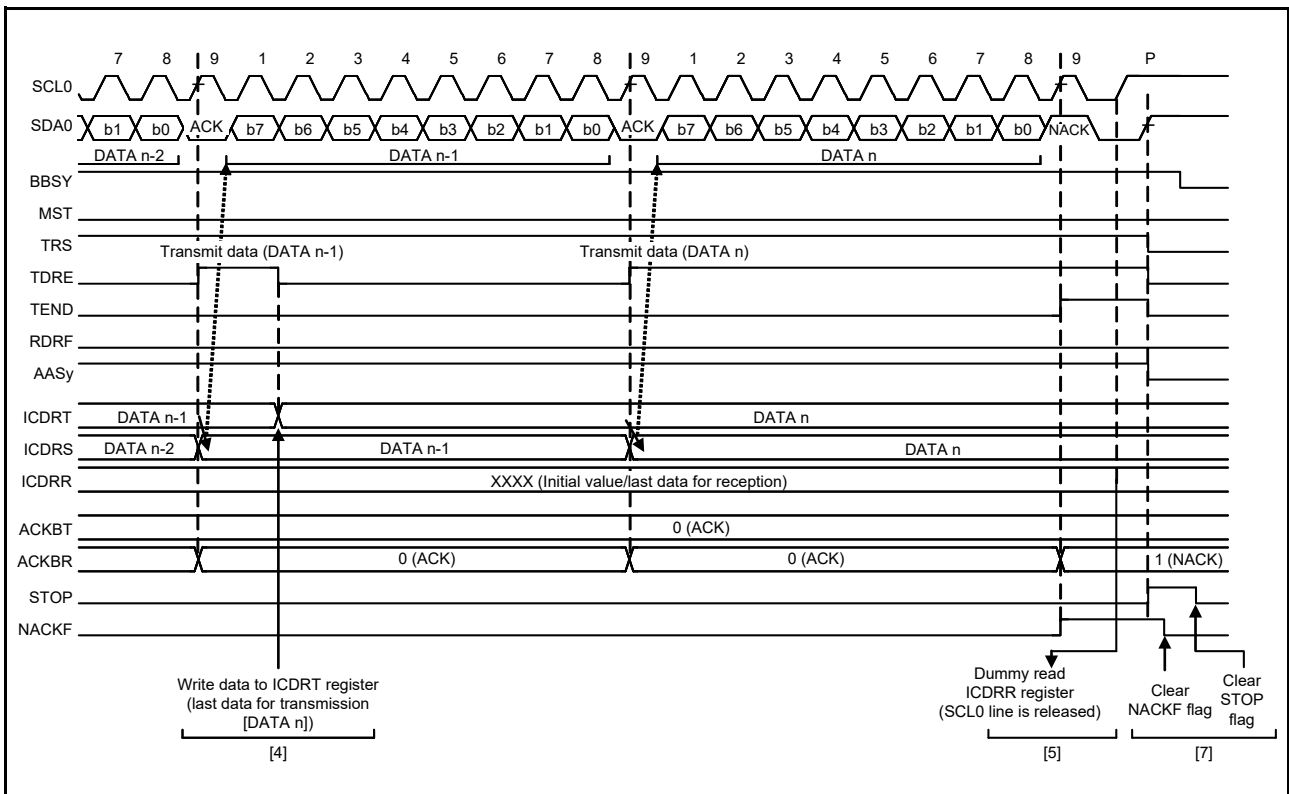 7 8 9 1 2 3 4 5 6 7 8 9 1 2 3 4 5 6 7 8 9 P
SCL0
SDA0 b1 b0 ACK b7 b6 b5 b4 b3 b2 b1 b0 ACK b7 b6 b5 b4 b3 b2 b1 b0 NACK
DATA n-2 DATA n-1 DATA n
BBSY
MST
TRS
Transmit data (DATA n-1) Transmit data (DATA n)
TDRE
TEND
RDRF
AASy
ICDRT DATA n-1 DATA n
ICDRS DATA n-2 DATA n-1 DATA n
ICDRR XXXX (Initial value/last data for reception)
ACKBT 0 (ACK)
ACKBR 0 (ACK) 0 (ACK) 1 (NACK)
STOP
NACKF
Write data to ICDRT register
(last data for transmission
[DATA n])
[4]
Dummy read
ICDRR register
(SCL0 line is released)
[5]
Clear
NACKF flag
Clear
STOP
flag
[7]